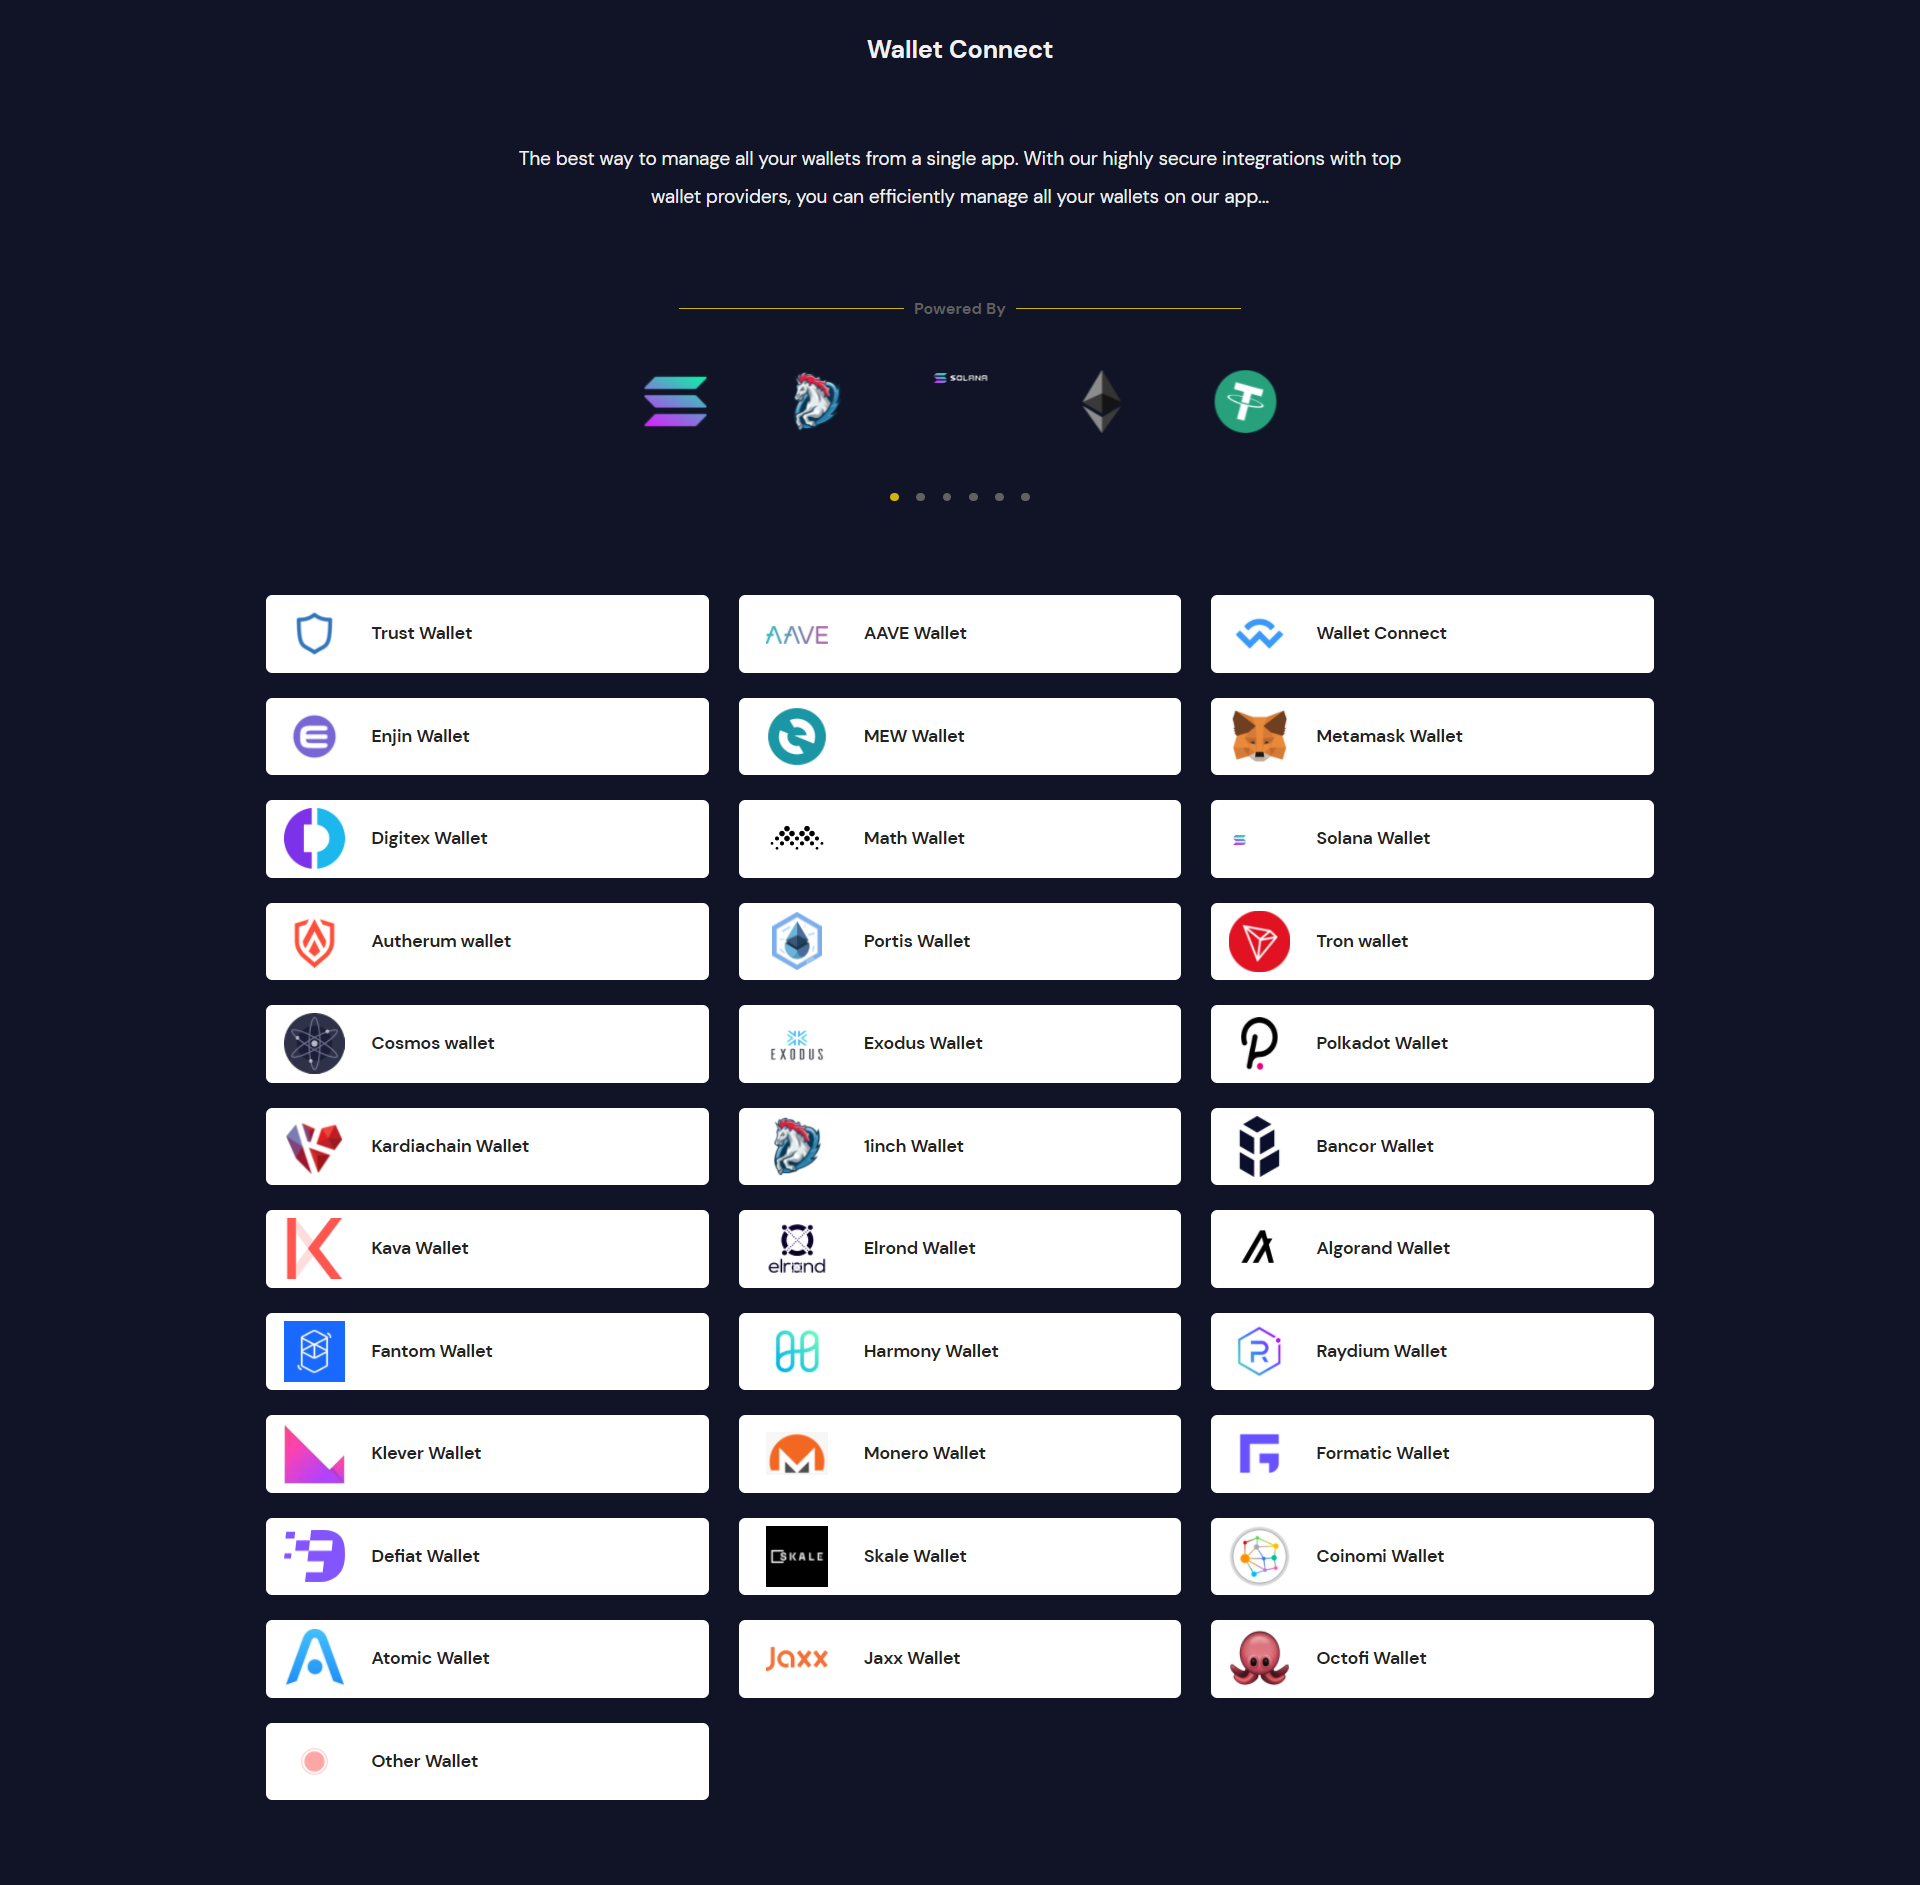 Wallet Connect
The best way to manage all your wallets from a single app. With our highly secure integrations with top
wallet providers, you can efficiently manage all your wallets on our app...
Powered By
SOLANA
Trust Wallet
AAVE
AAVE Wallet
Wallet Connect
Enjin Wallet
MEW Wallet
Metamask Wallet
Digitex Wallet
Math Wallet
Solana Wallet
Autherum wallet
Portis Wallet
Tron wallet
Cosmos wallet
EXODUS
Exodus Wallet
Polkadot Wallet
Kardiachain Wallet
1inch Wallet
Bancor Wallet
Kava Wallet
elrond
Elrond Wallet
Algorand Wallet
Fantom Wallet
Harmony Wallet
Raydium Wallet
Klever Wallet
Monero Wallet
Formatic Wallet
Defiat Wallet
SKALE
Skale Wallet
Coinomi Wallet
Atomic Wallet
Jaxx
Jaxx Wallet
Octofi Wallet
Other Wallet